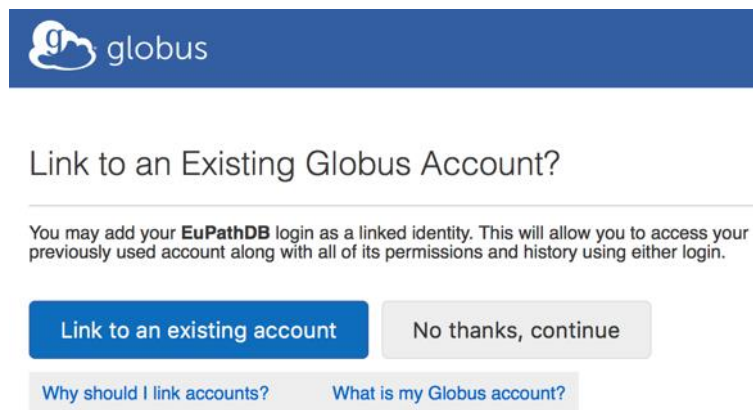 globus
Link to an Existing Globus Account?
You may add your EuPathDB login as a linked identity. This will allow you to access your
previously used account along with all of its permissions and history using either login.
Link to an existing account
No thanks, continue
Why should I link accounts?
What is my Globus account?